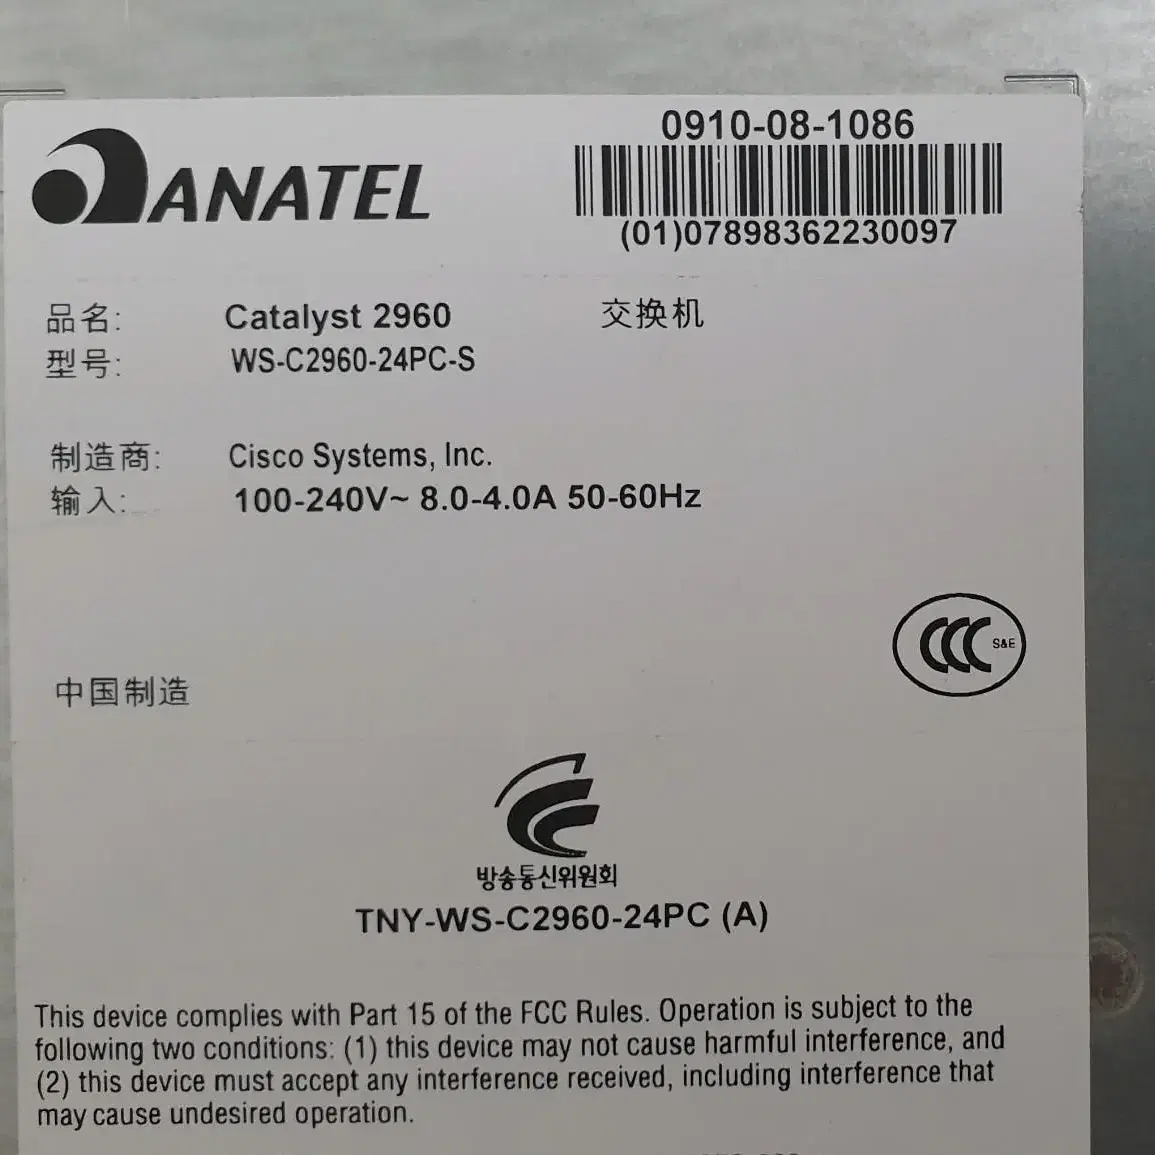 ANATEL
0910-08-1086
(01)07898362230097
品名: Catalyst 2960 交换机
型号: WS-C2960-24PC-S
制造商: Cisco Systems, Inc.
输入: 100-240V~ 8.0-4.0A 50-60Hz
CCC S&E
中国制造
방송통신위원회
TNY-WS-C2960-24PC (A)
This device complies with Part 15 of the FCC Rules. Operation is subject to the
following two conditions: (1) this device may not cause harmful interference, and
(2) this device must accept any interference received, including interference that
may cause undesired operation.